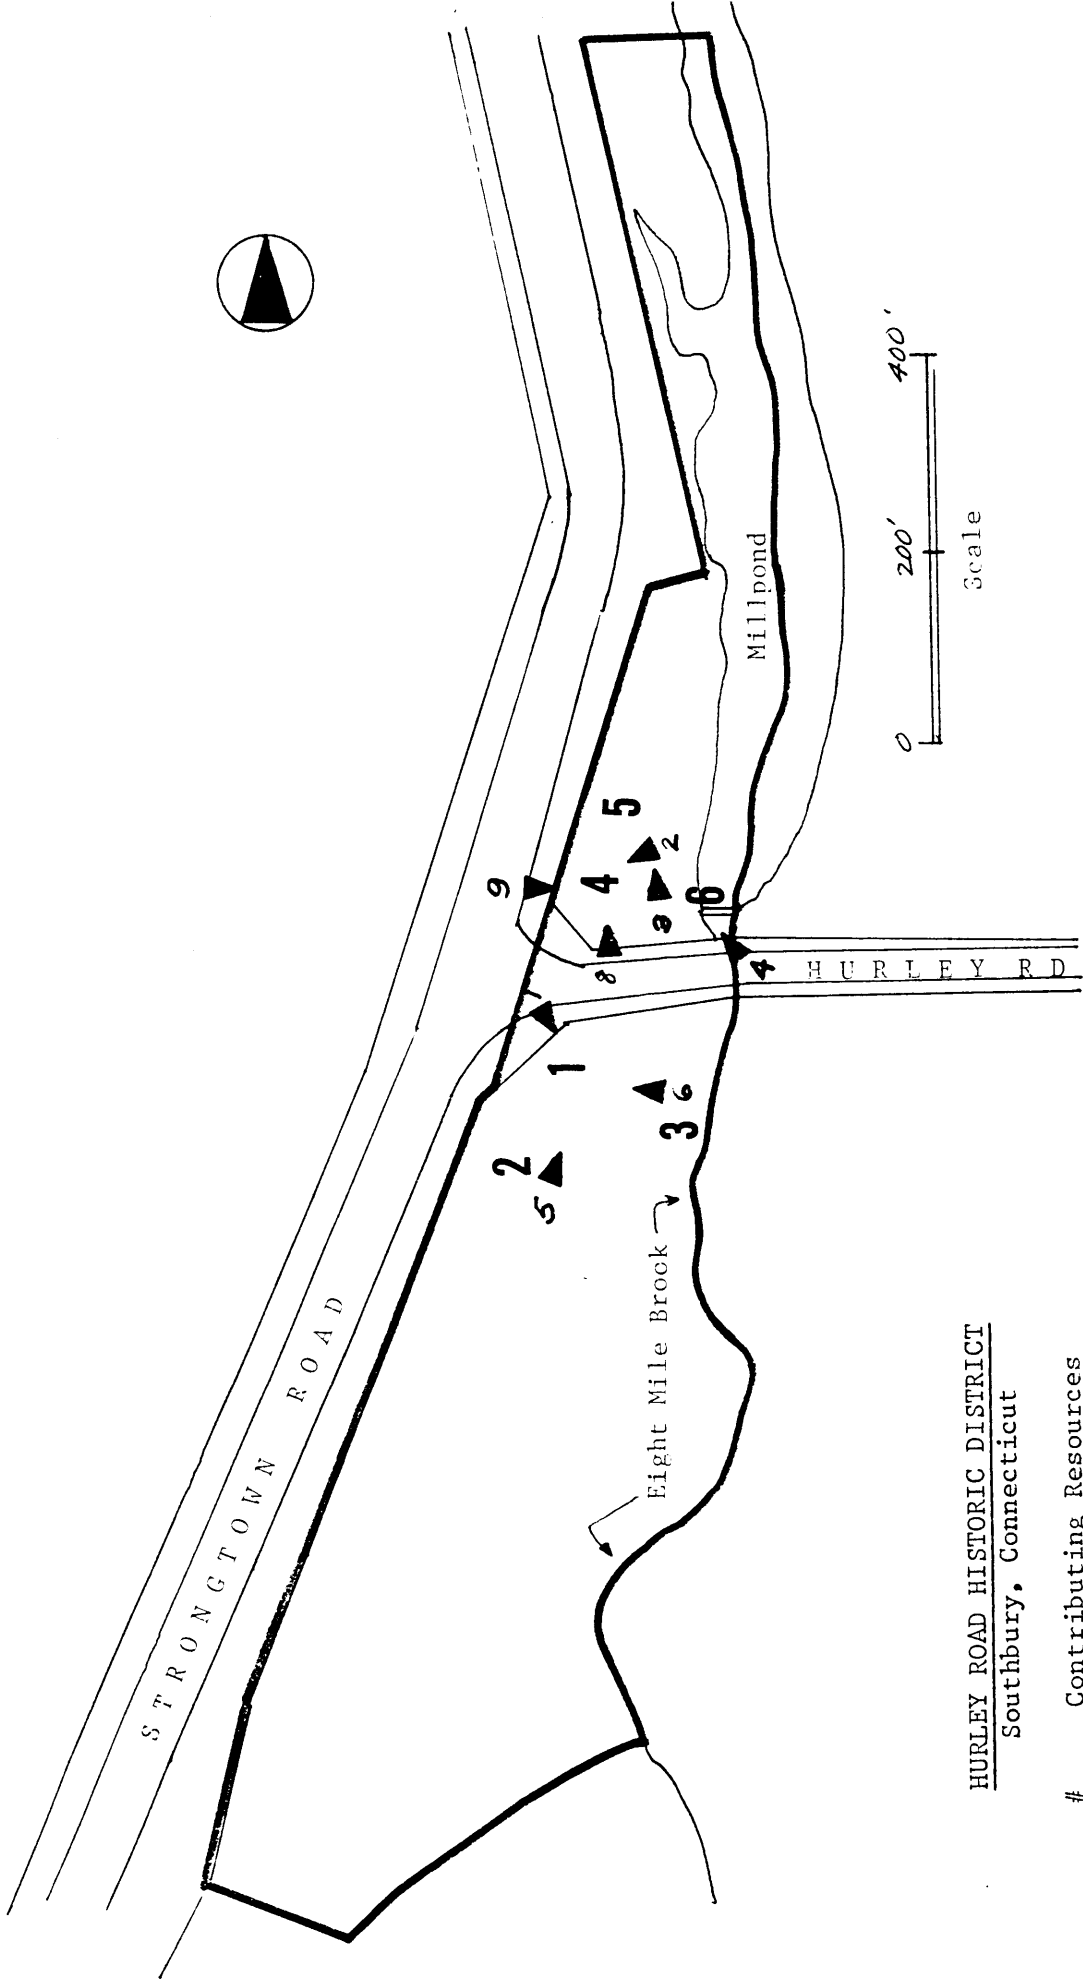 STRONGTOWN ROAD
9
7
5
4
2
3
8
6
1
4
HURLEY RD
2
5
3
6
Millpond
Eight Mile Brook
0 200' 400'
Scale
HURLEY ROAD HISTORIC DISTRICT
Southbury, Connecticut
# Contributing Resources